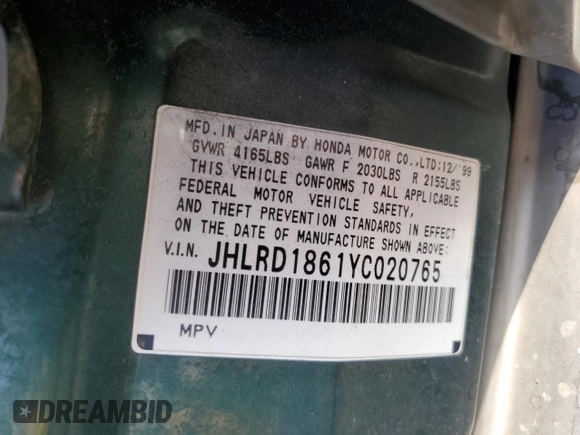 MFD. IN JAPAN BY HONDA MOTOR CO.,LTD:12/'99
GVWR 4165LBS GAWR F 2030LBS R 2155LBS
THIS VEHICLE CONFORMS TO ALL APPLICABLE
FEDERAL MOTOR VEHICLE SAFETY,
AND THEFT PREVENTION STANDARDS IN EFFECT
ON THE DATE OF MANUFACTURE SHOWN ABOVE:
V.I.N. JHLRD1861YC020765
MPV
DREAMBID